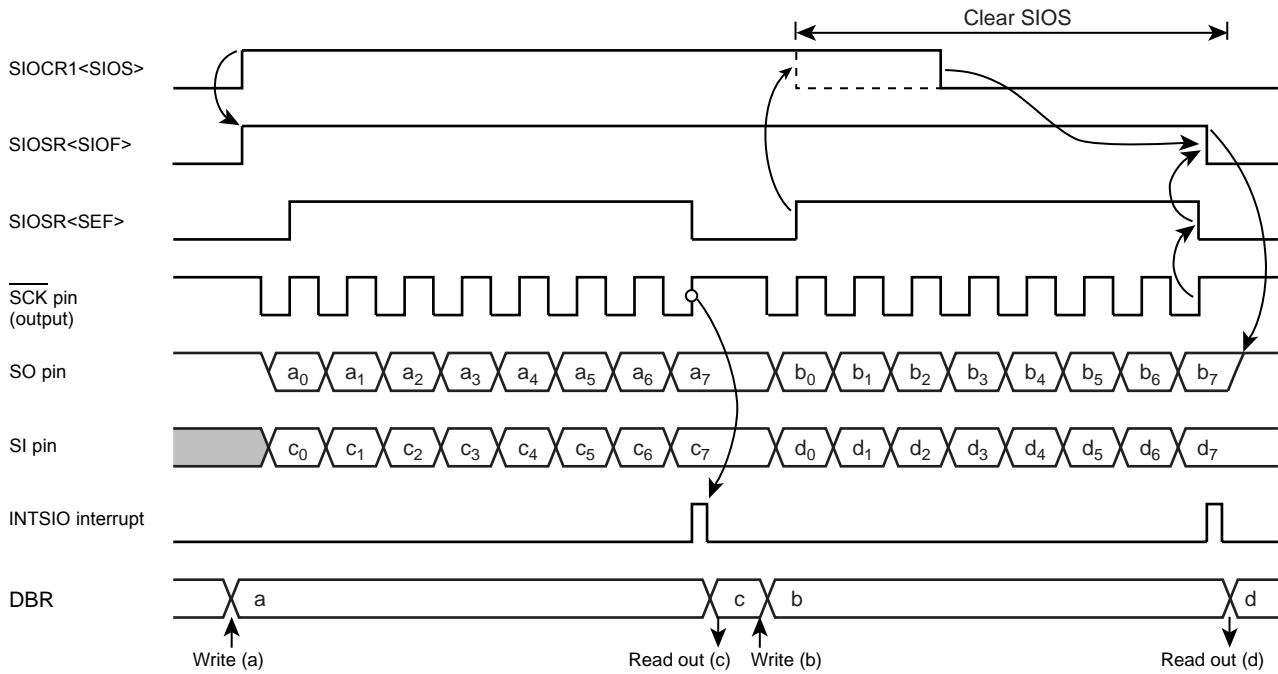 Clear SIOS
SIOCR1<SIOS>
SIOSR<SIOF>
SIOSR<SEF>
SCK pin
(output)
SO pin a0 a1 a2 a3 a4 a5 a6 a7 b0 b1 b2 b3 b4 b5 b6 b7
SI pin c0 c1 c2 c3 c4 c5 c6 c7 d0 d1 d2 d3 d4 d5 d6 d7
INTSIO interrupt
DBR a c b d
Write (a) Read out (c) Write (b) Read out (d)